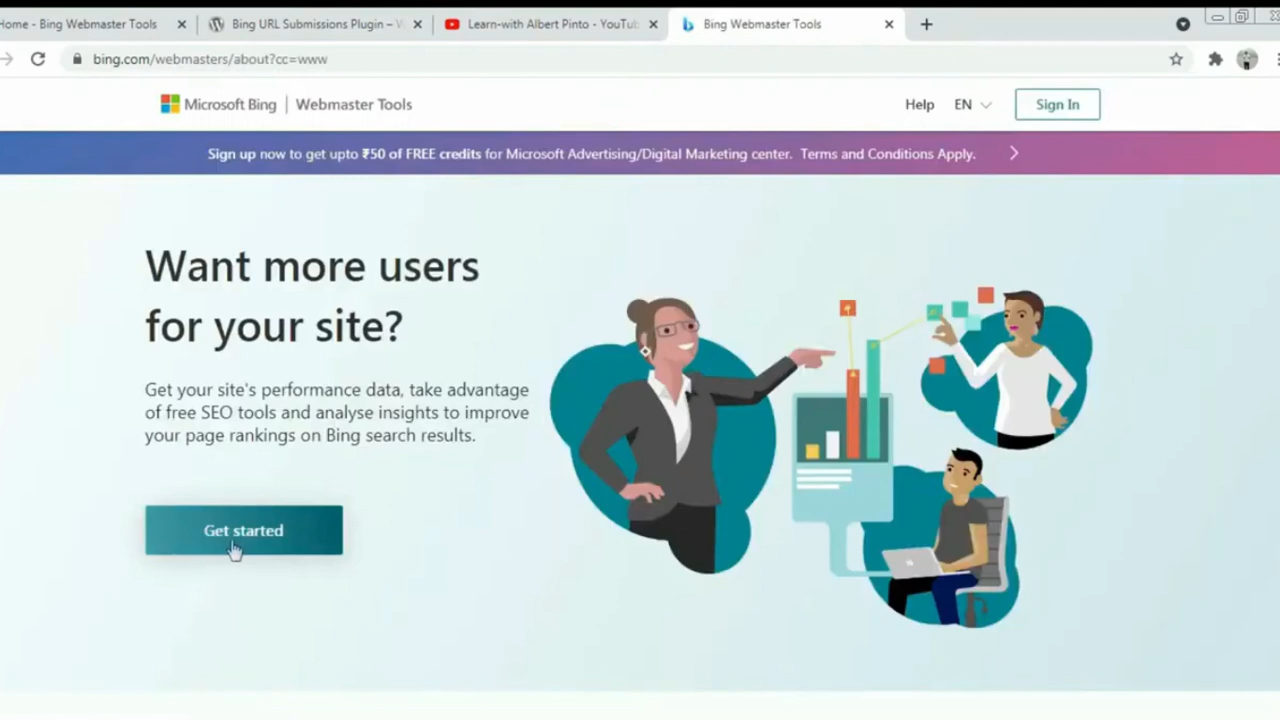 Home - Bing Webmaster Tools
Bing URL Submissions Plugin –
Learn-with Albert Pinto - YouTu
Bing Webmaster Tools
bing.com/webmasters/about?cc=www
Microsoft Bing | Webmaster Tools
Help
EN
Sign In
Sign up now to get upto ₹50 of FREE credits for Microsoft Advertising/Digital Marketing center. Terms and Conditions Apply.
Want more users
for your site?
Get your site's performance data, take advantage
of free SEO tools and analyse insights to improve
your page rankings on Bing search results.
Get started